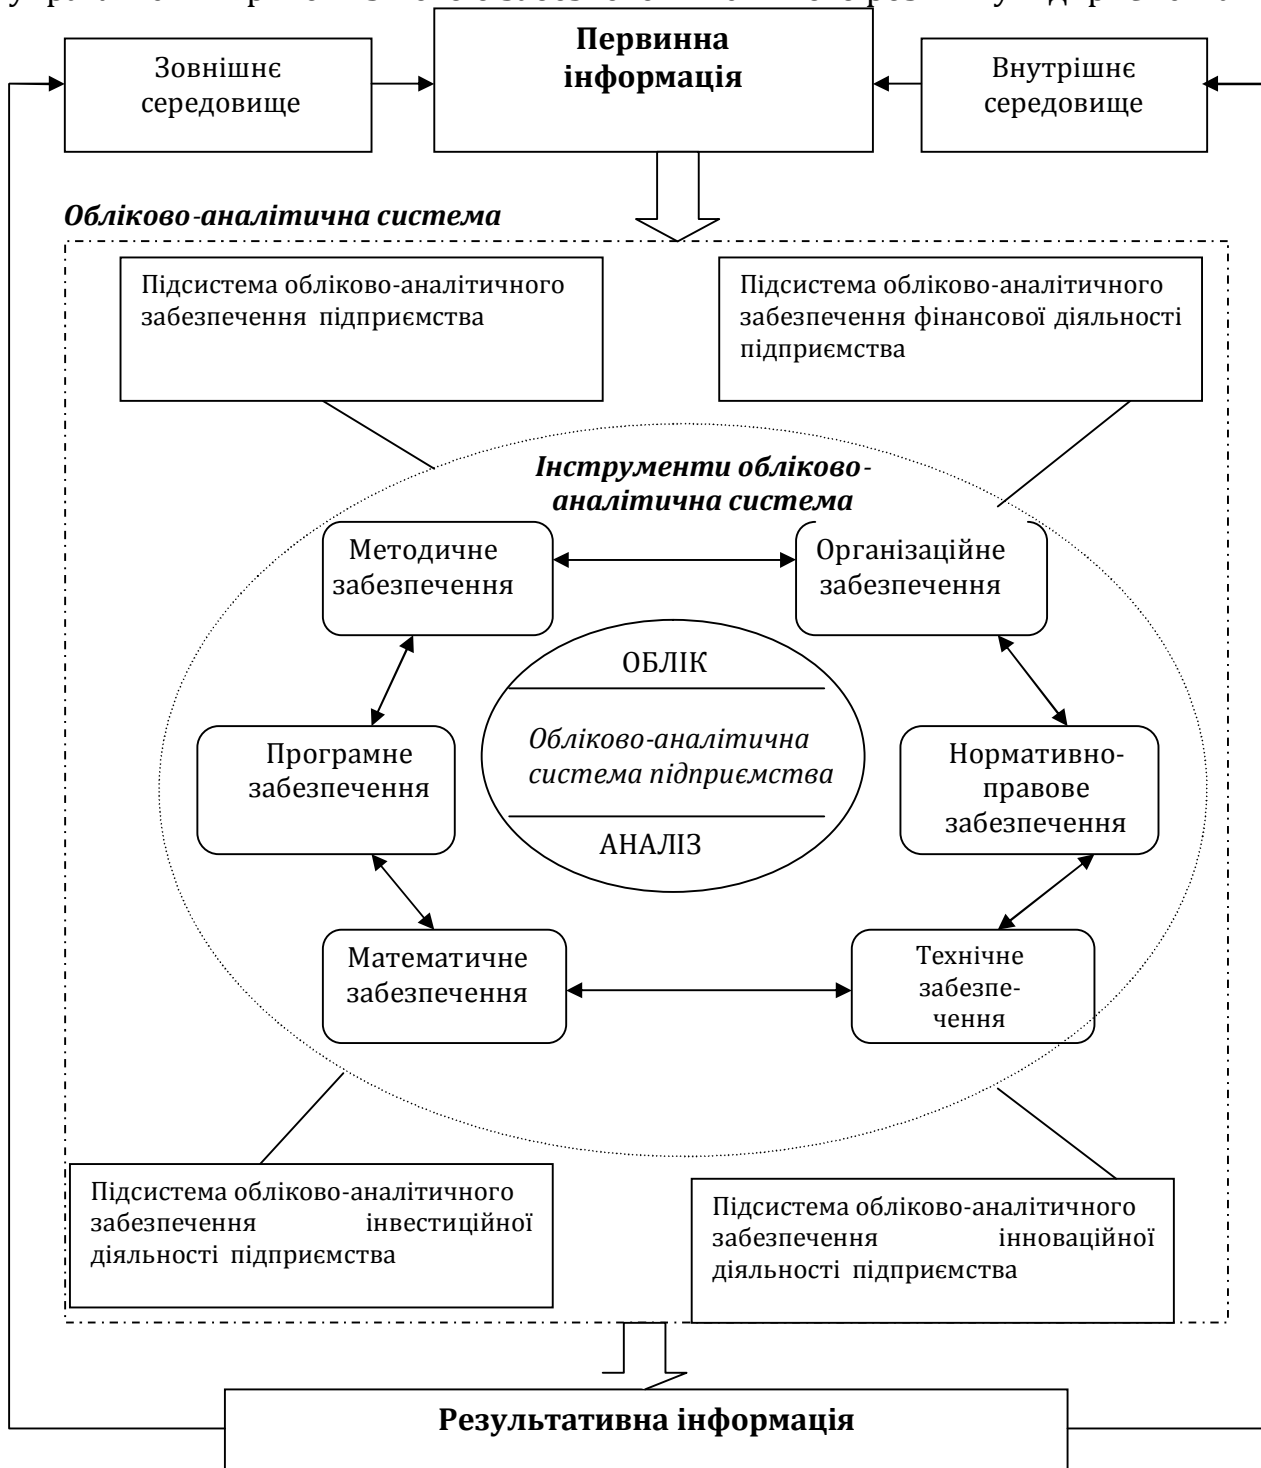 Первинна
інформація
Зовнішнє
середовище
Внутрішнє
середовище
Обліково-аналітична система
Підсистема обліково-аналітичного
забезпечення підприємства
Підсистема обліково-аналітичного
забезпечення фінансової діяльності
підприємства
Інструменти обліково-
аналітична система
Методичне
забезпечення
Організаційне
забезпечення
ОБЛІК
Обліково-аналітична
система підприємства
АНАЛІЗ
Програмне
забезпечення
Нормативно-
правове
забезпечення
Математичне
забезпечення
Технічне
забезпе-
чення
Підсистема обліково-аналітичного
забезпечення інвестиційної
діяльності підприємства
Підсистема обліково-аналітичного
забезпечення інноваційної
діяльності підприємства
Результативна інформація